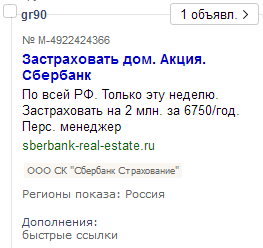 gr90
1 объявл. >
№ M-4922424366
Застраховать дом. Акция.
Сбербанк
По всей РФ. Только эту неделю.
Застраховать на 2 млн. за 6750/год.
Перс. менеджер
sberbank-real-estate.ru
ООО СК "Сбербанк Страхование"
Регионы показа: Россия
Дополнения:
быстрые ссылки